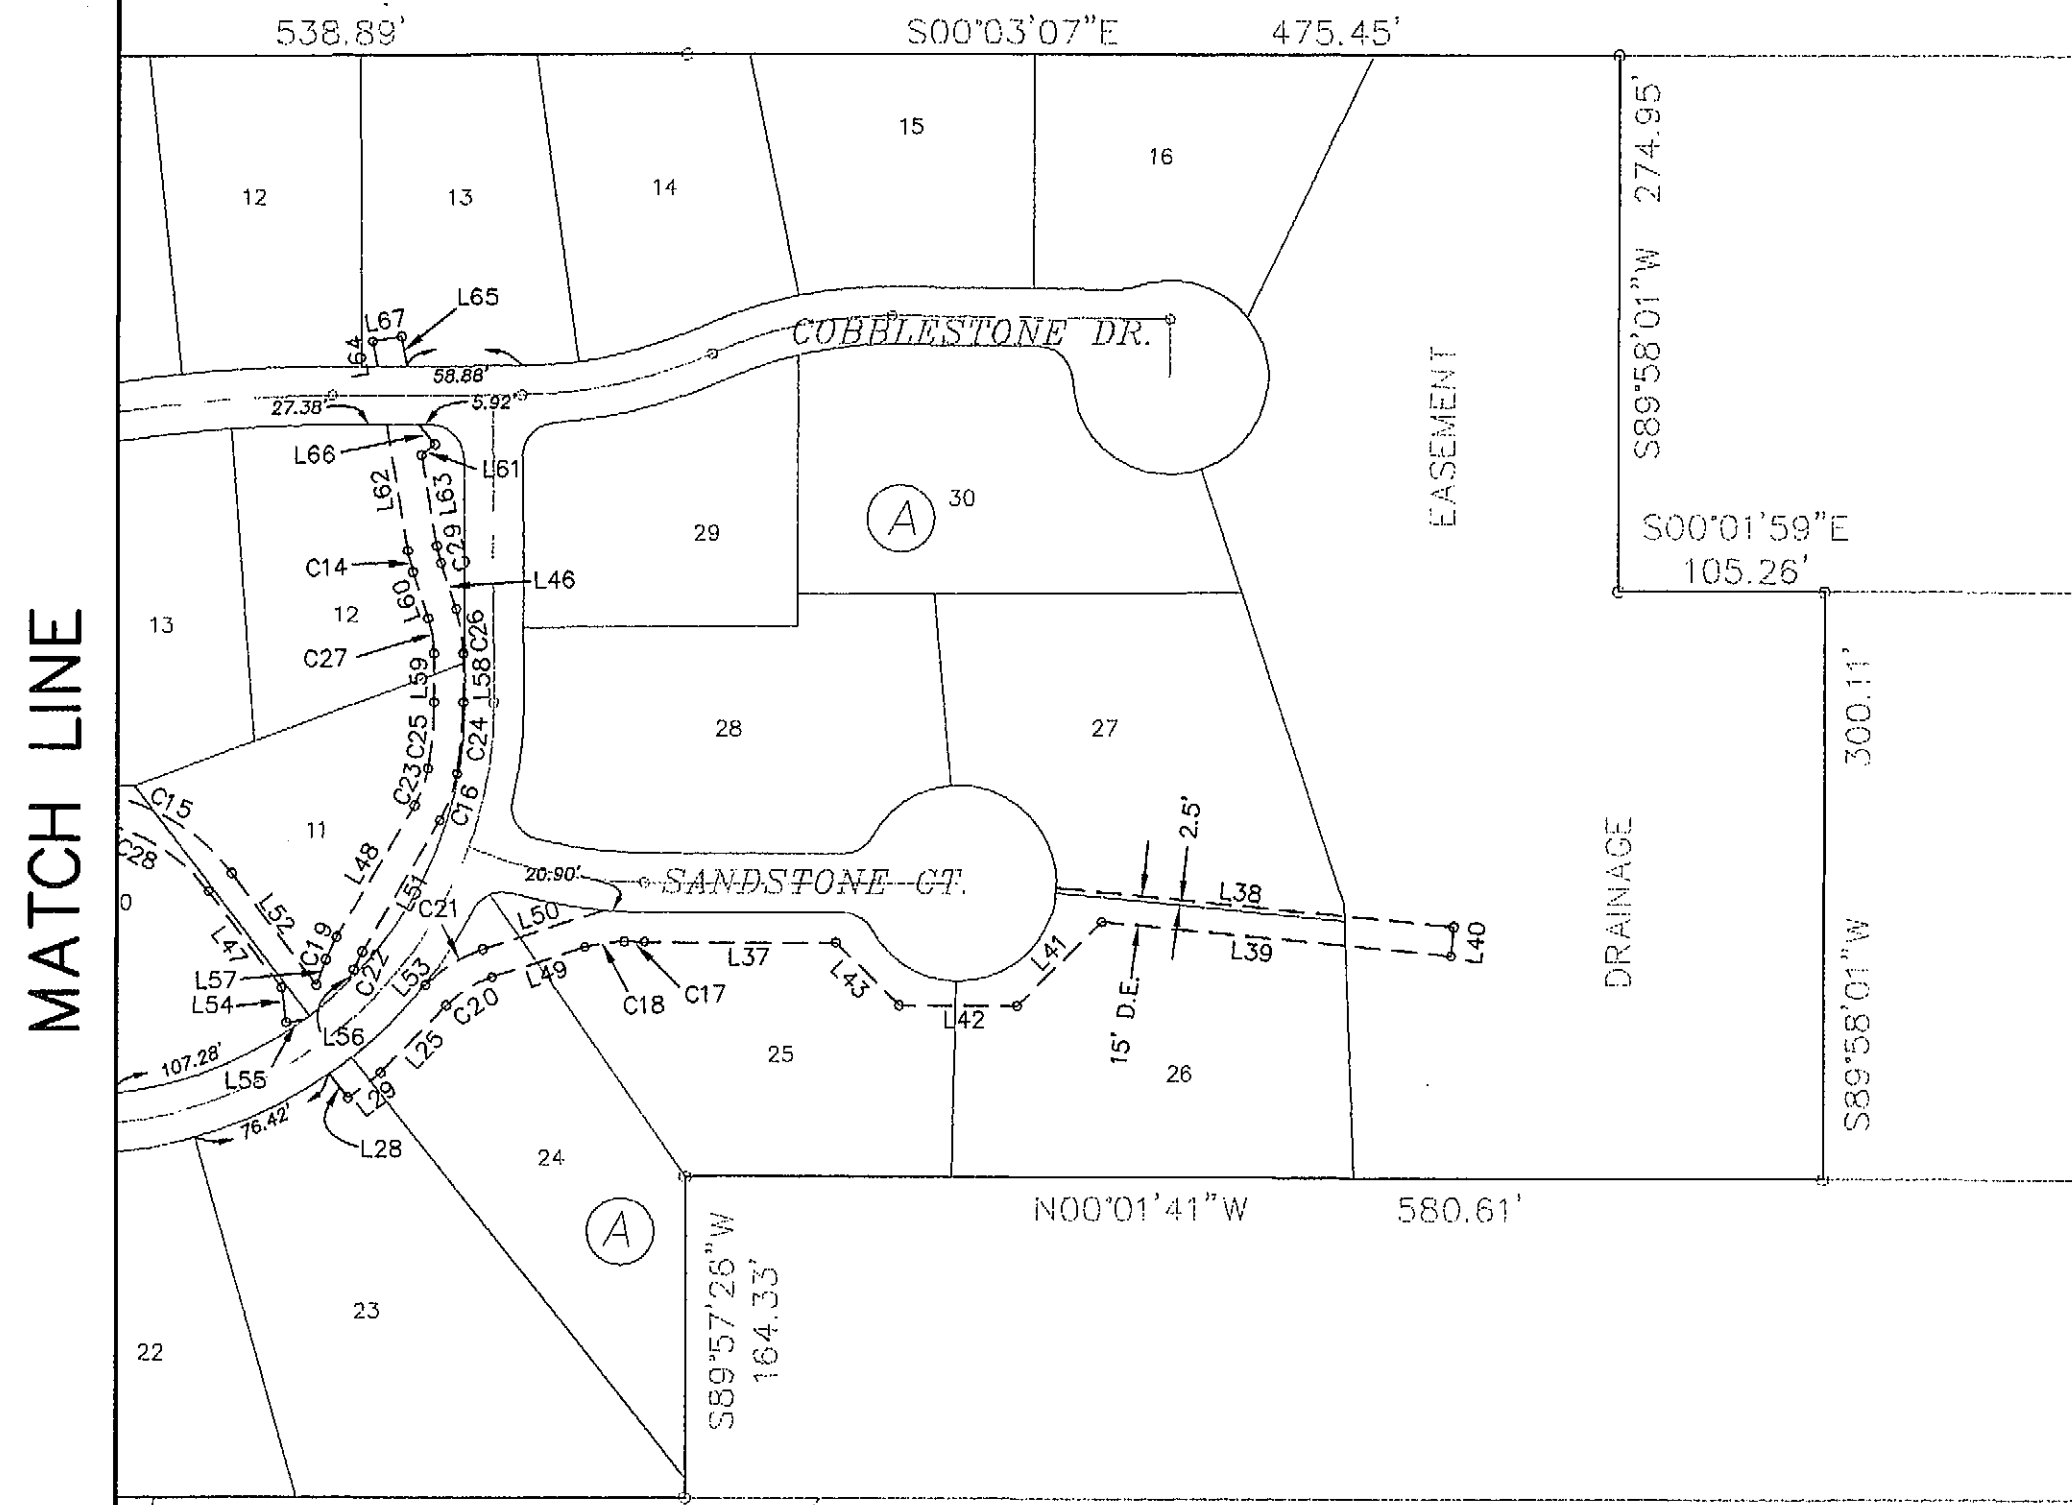 538.89'
S00°03'07"E
475.45'
S89°58'01"W 274.95'
15
16
12
13
14
L65
L67
L64
COBBLESTONE DR.
58.86'
27.38'
5.92'
L66
L61
L62
L63
EASEMENT
A
30
29
C29
S00°01'59"E
105.26'
C14
L46
L60
13
12
C26
C27
L59
L58
MATCH LINE
28
27
C25
C24
C23
C16
C15
300.11'
11
C28
L48
2.5'
DRAINAGE
20.90'
SANDSTONE CT.
L38
0
L51
C21
L50
L52
C19
L47
L57
C22
L53
L49
L37
L41
L39
L40
L54
C20
L43
C18
C17
L42
15' D.E.
L56
107.28'
L25
25
26
L55
L29
S89°58'01"W
76.42'
L28
24
N00°01'41"W
580.61'
A
S89°57'26"W
164.33'
23
22